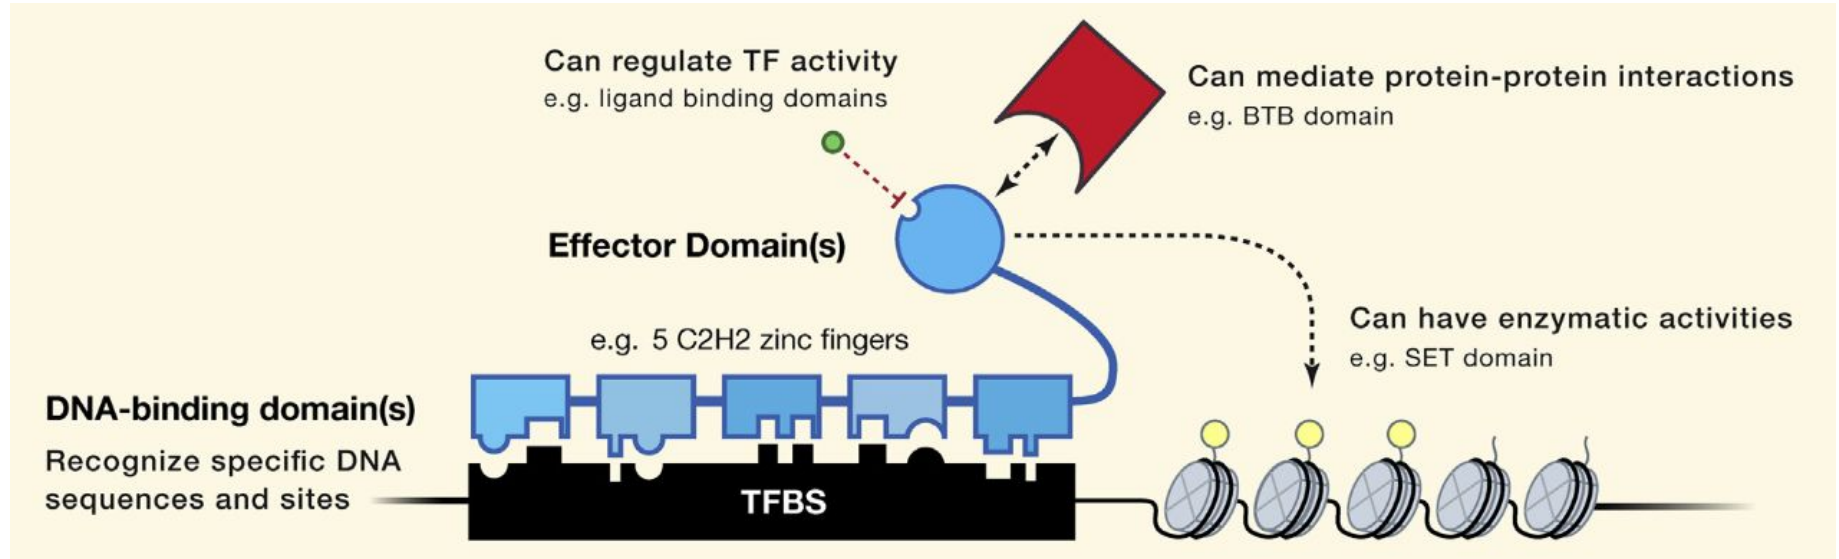 Can regulate TF activity
e.g. ligand binding domains
Can mediate protein-protein interactions
e.g. BTB domain
Effector Domain(s)
Can have enzymatic activities
e.g. SET domain
e.g. 5 C2H2 zinc fingers
DNA-binding domain(s)
Recognize specific DNA
sequences and sites
TFBS